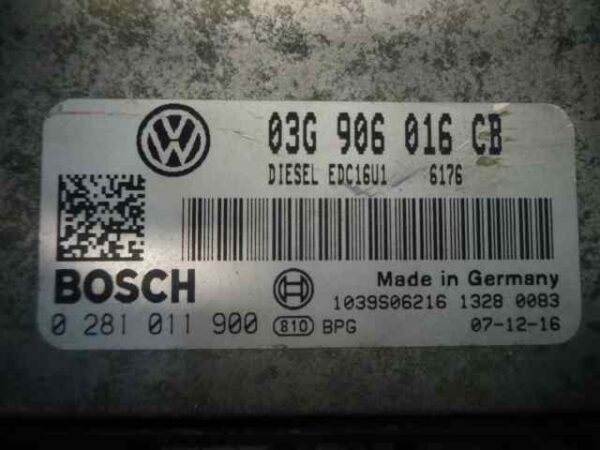 03G 906 016 CB
DIESEL EDC16U1 6176
BOSCH
Made in Germany
1039S06216 1328 0083
0 281 011 900 810 BPG 07-12-16